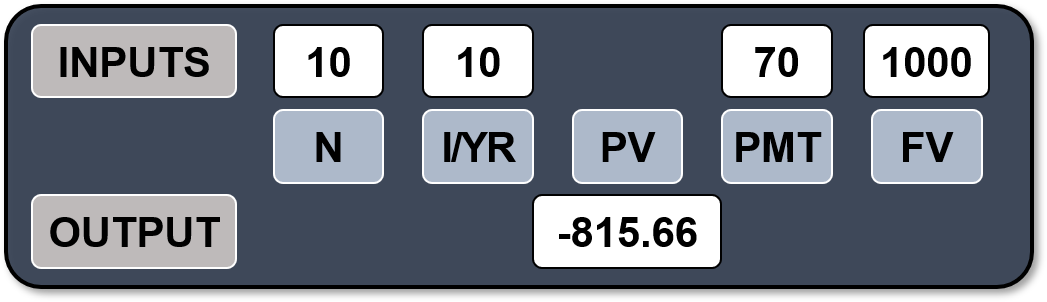 INPUTS 10 10 70 1000
N I/YR PV PMT FV
OUTPUT -815.66